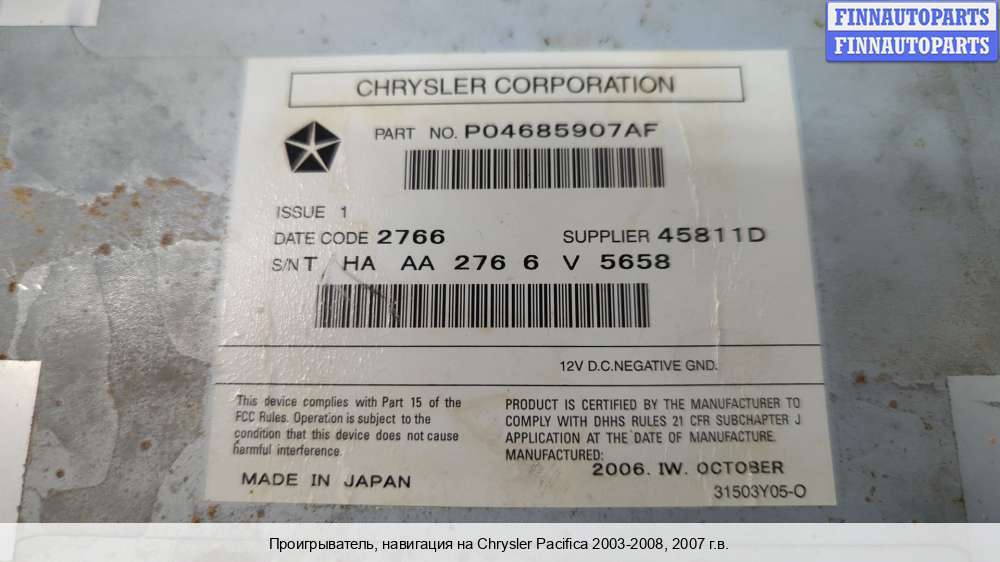 FINNAUTOPARTS
FINNAUTOPARTS
CHRYSLER CORPORATION
PART NO. P04685907AF
ISSUE 1
DATE CODE 2766 SUPPLIER 45811D
S/N T HA AA 276 6 V 5658
12V D.C.NEGATIVE GND.
This device complies with Part 15 of the
FCC Rules. Operation is subject to the
condition that this device does not cause
harmful interference.
PRODUCT IS CERTIFIED BY THE MANUFACTURER TO
COMPLY WITH DHHS RULES 21 CFR SUBCHAPTER J
APPLICATION AT THE DATE OF MANUFACTURE.
MANUFACTURED:
2006. IW. OCTOBER
MADE IN JAPAN
31503Y05-O
Проигрыватель, навигация на Chrysler Pacifica 2003-2008, 2007 г.в.